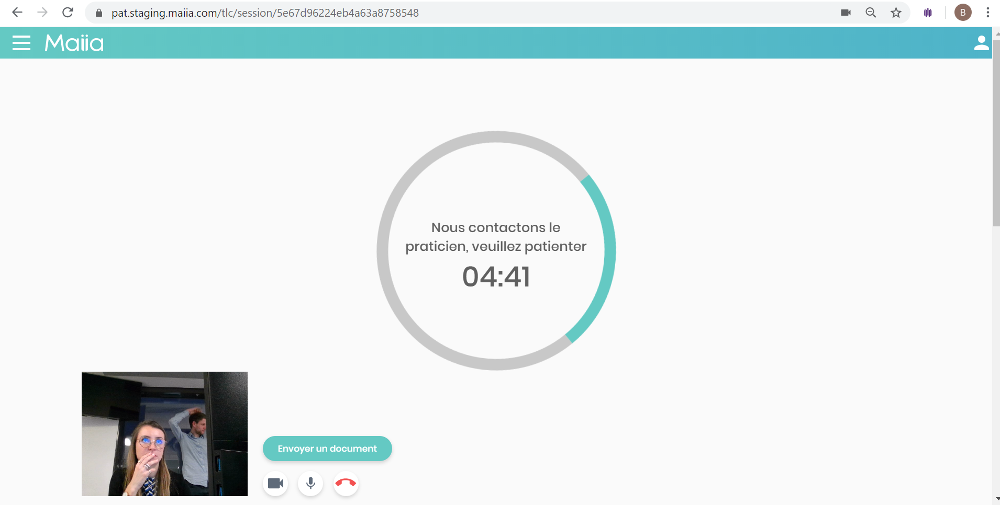 pat.staging.maiia.com/tlc/session/5e67d96224eb4a63a8758548
B
Maiia
Nous contactons le
praticien, veuillez patienter
04:41
Envoyer un document